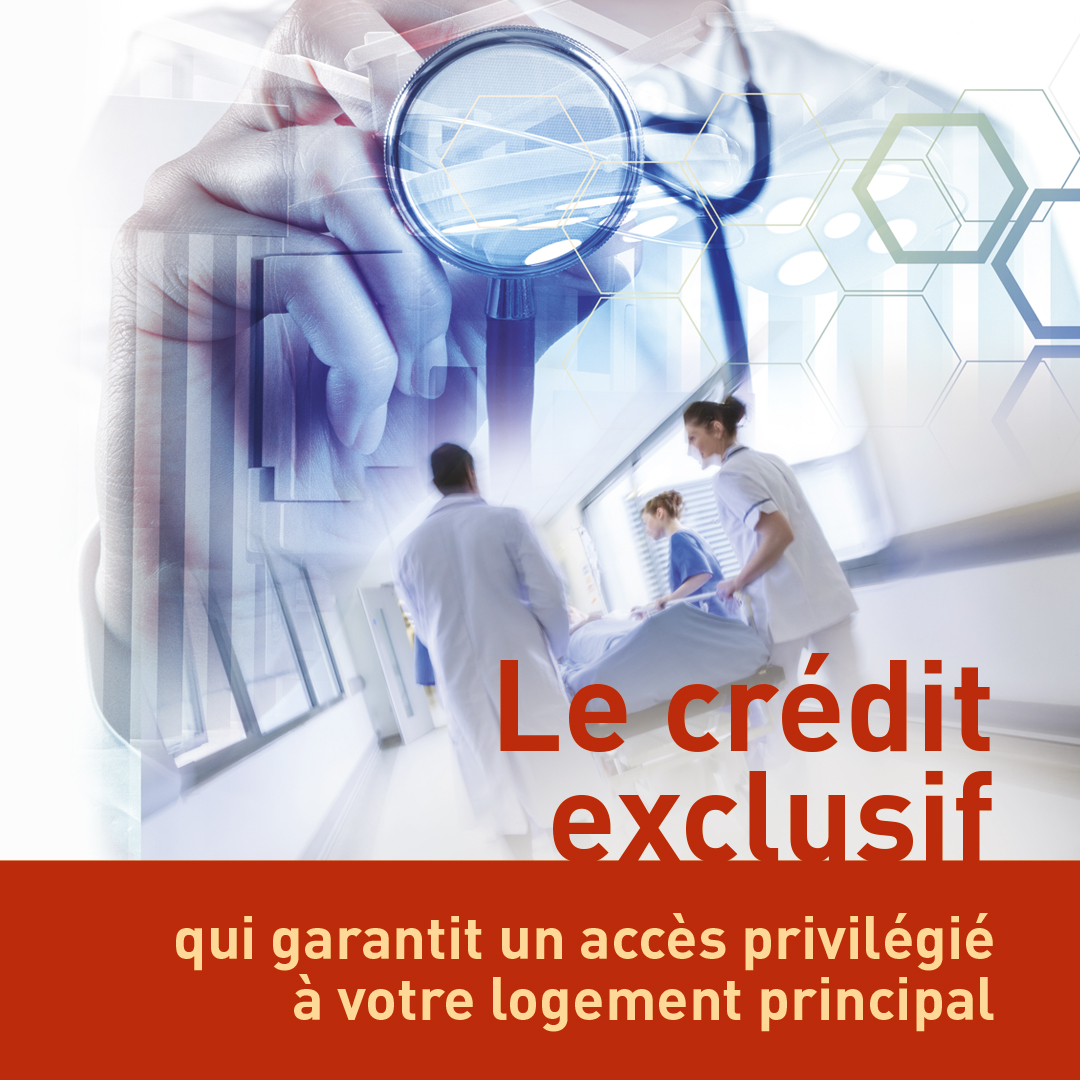 Le crédit
exclusif
qui garantit un accès privilégié
à votre logement principal